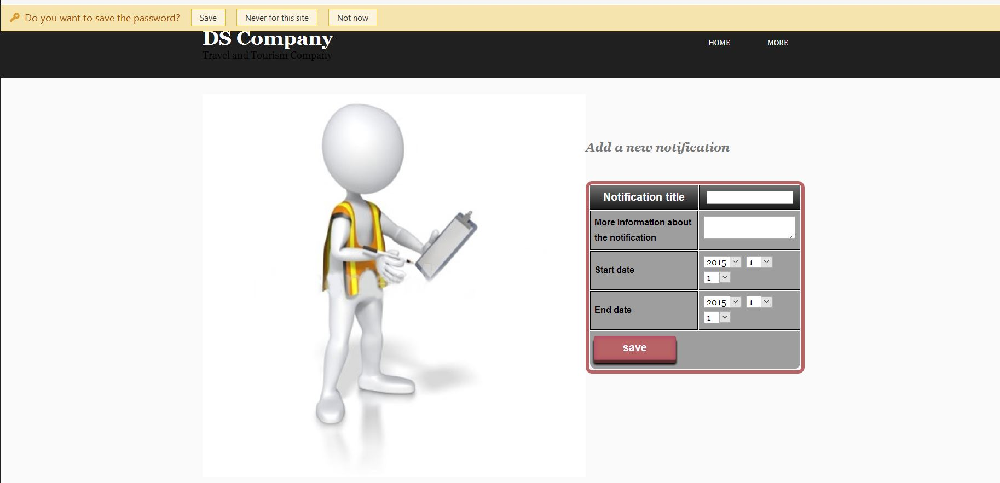 Do you want to save the password? Save Never for this site Not now
DS Company
Travel and Tourism Company
HOME MORE
Add a new notification
Notification title
More information about
the notification
Start date
2015 1
1
End date
2015 1
1
save